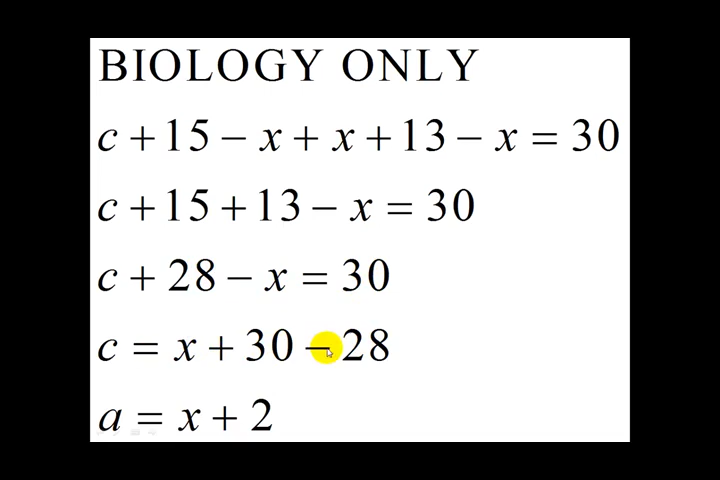 BIOLOGY ONLY
c + 15 − x + x + 13 − x = 30
c + 15 + 13 − x = 30
c + 28 − x = 30
c = x + 30 − 28
a = x + 2